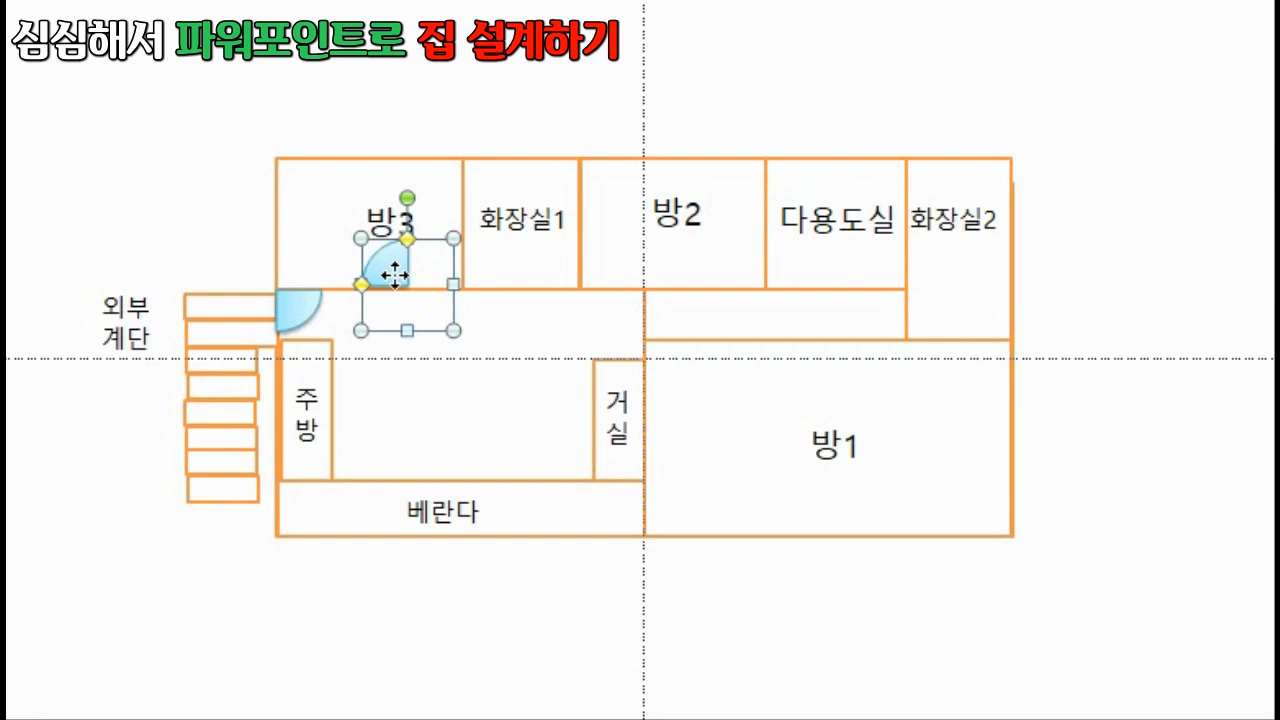 심심해서 파워포인트로 집 설계하기
방3
화장실1
방2
다용도실
화장실2
외부
계단
주
방
거
실
방1
베란다